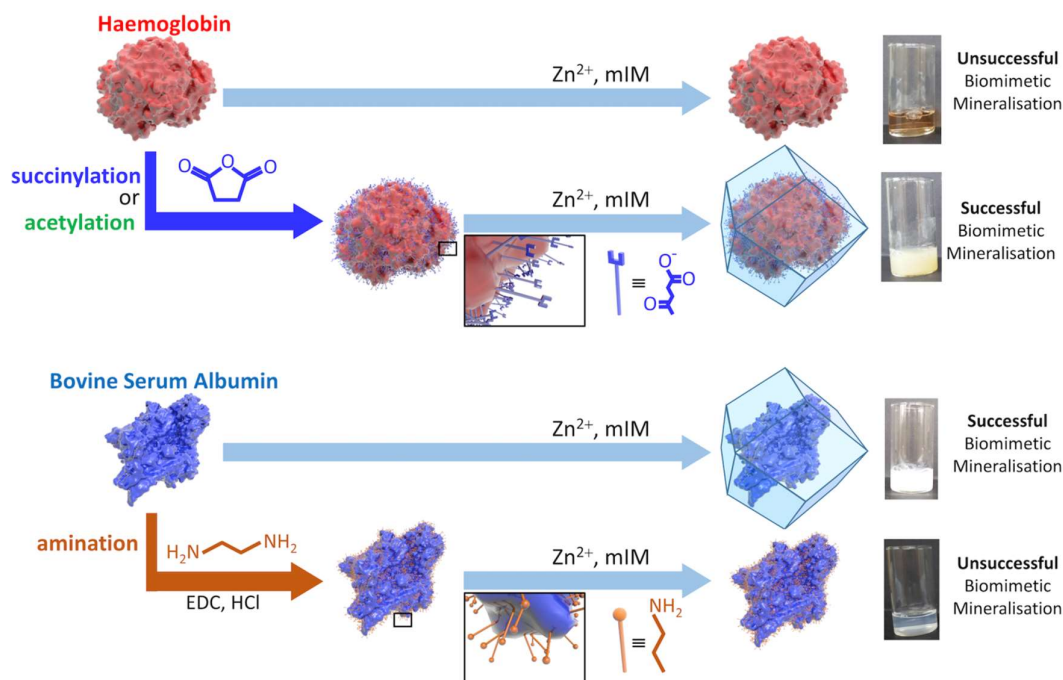 Haemoglobin
Zn²⁺, mIM
Unsuccessful
Biomimetic
Mineralisation
succinylation
or
acetylation
O O O
Zn²⁺, mIM
≡
O⁻
O
O
Successful
Biomimetic
Mineralisation
Bovine Serum Albumin
Zn²⁺, mIM
Successful
Biomimetic
Mineralisation
amination
H₂N NH₂
EDC, HCl
Zn²⁺, mIM
≡
NH₂
Unsuccessful
Biomimetic
Mineralisation